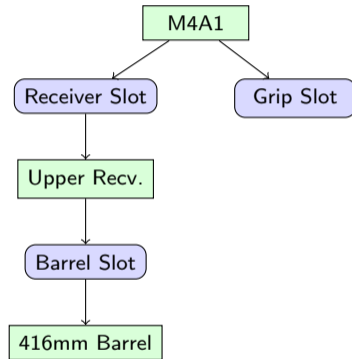 M4A1
Receiver Slot
Grip Slot
Upper Recv.
Barrel Slot
416mm Barrel